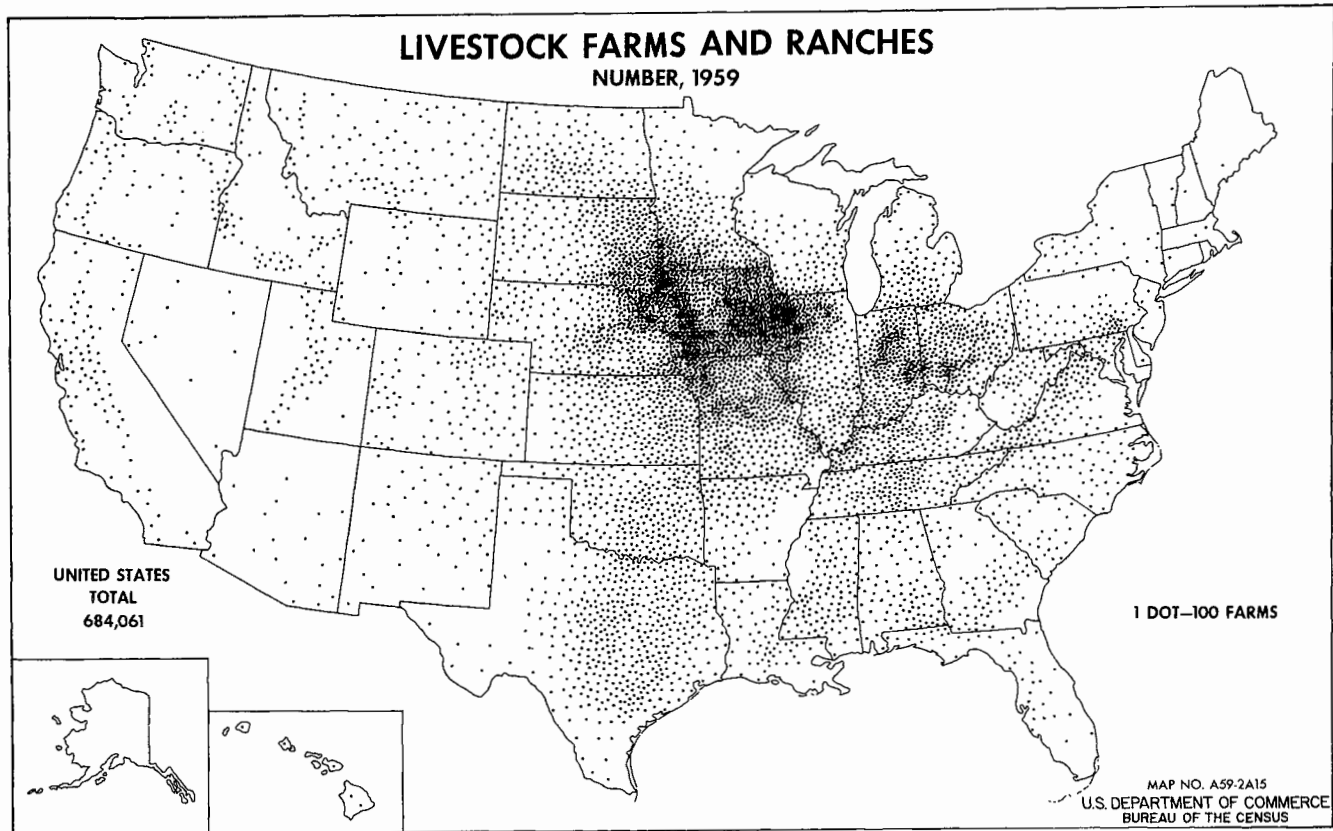 LIVESTOCK FARMS AND RANCHES
NUMBER, 1959
UNITED STATES
TOTAL
684,061
1 DOT—100 FARMS
MAP NO. A59-2A15
U.S. DEPARTMENT OF COMMERCE
BUREAU OF THE CENSUS